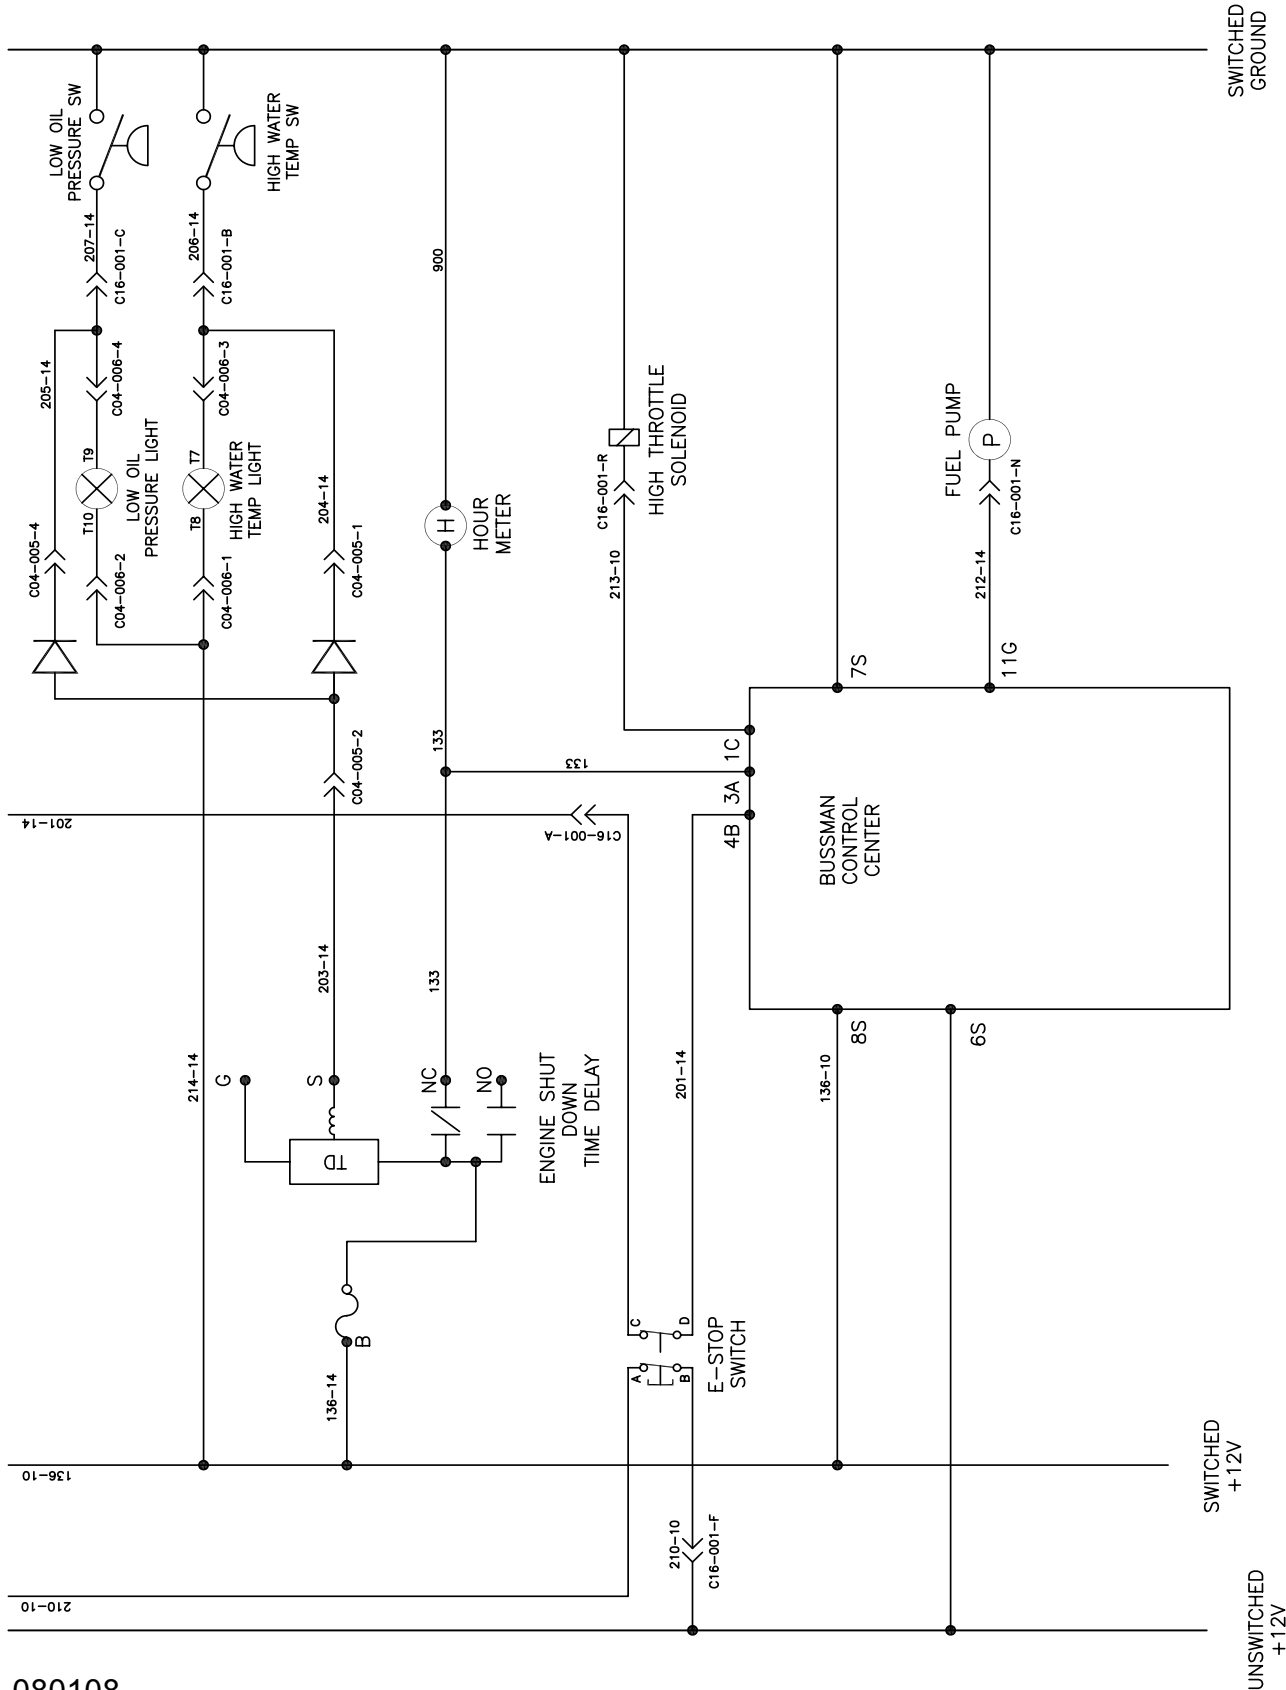 SWITCHED
GROUND
LOW OIL
PRESSURE SW
HIGH WATER
TEMP SW
207-14
C16-001-C
206-14
C16-001-B
900
205-14
C04-006-4
C04-006-3
T9
T10
LOW OIL
PRESSURE LIGHT
T7
T8
HIGH WATER
TEMP LIGHT
204-14
C04-005-4
C04-006-2
C04-006-1
C04-005-1
H
HOUR
METER
C16-001-R
HIGH THROTTLE
SOLENOID
213-10
FUEL PUMP
P
C16-001-N
212-14
7S
11G
133
133
1C
3A
4B
C04-005-2
201-14
C16-001-A
BUSSMAN
CONTROL
CENTER
203-14
133
214-14
G
S
NC
NO
TD
ENGINE SHUT
DOWN
TIME DELAY
201-14
136-10
8S
6S
B
136-14
C
D
A
B
E-STOP
SWITCH
136-10
SWITCHED
+12V
210-10
C16-001-F
210-10
UNSWITCHED
+12V
080108